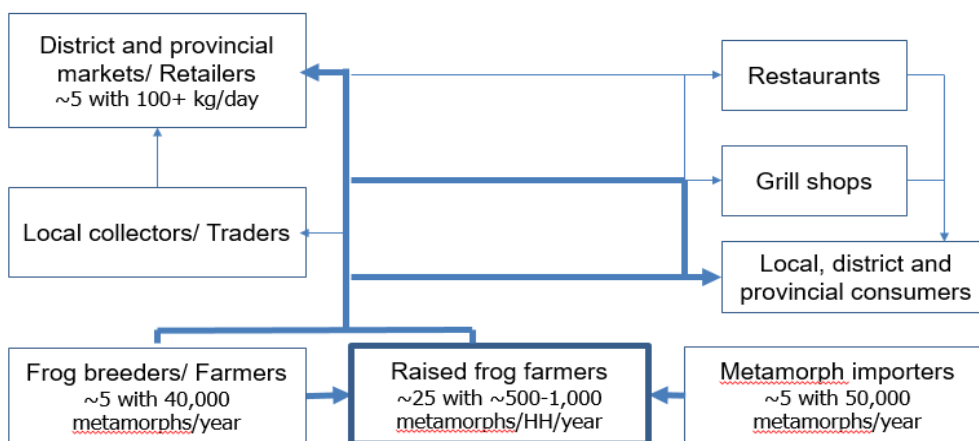 District and provincial
markets/ Retailers
~5 with 100+ kg/day
Restaurants
Grill shops
Local collectors/ Traders
Local, district and
provincial consumers
Frog breeders/ Farmers
~5 with 40,000
metamorphs/year
Raised frog farmers
~25 with ~500-1,000
metamorphs/HH/year
Metamorph importers
~5 with 50,000
metamorphs/year